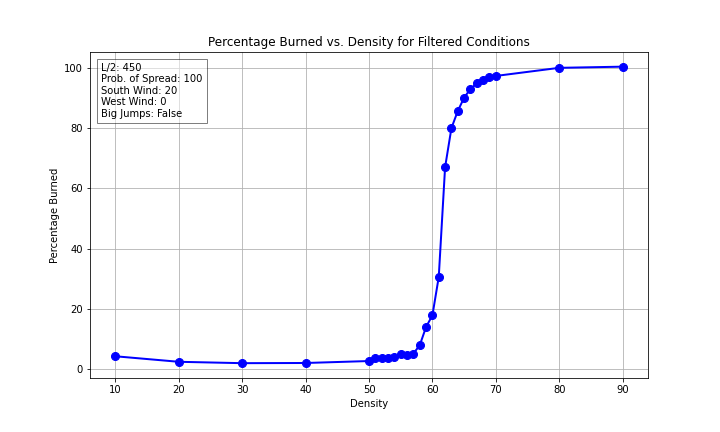 Percentage Burned vs. Density for Filtered Conditions
L/2: 450
Prob. of Spread: 100
South Wind: 20
West Wind: 0
Big Jumps: False
Percentage Burned
100
80
60
40
20
0
10 20 30 40 50 60 70 80 90
Density